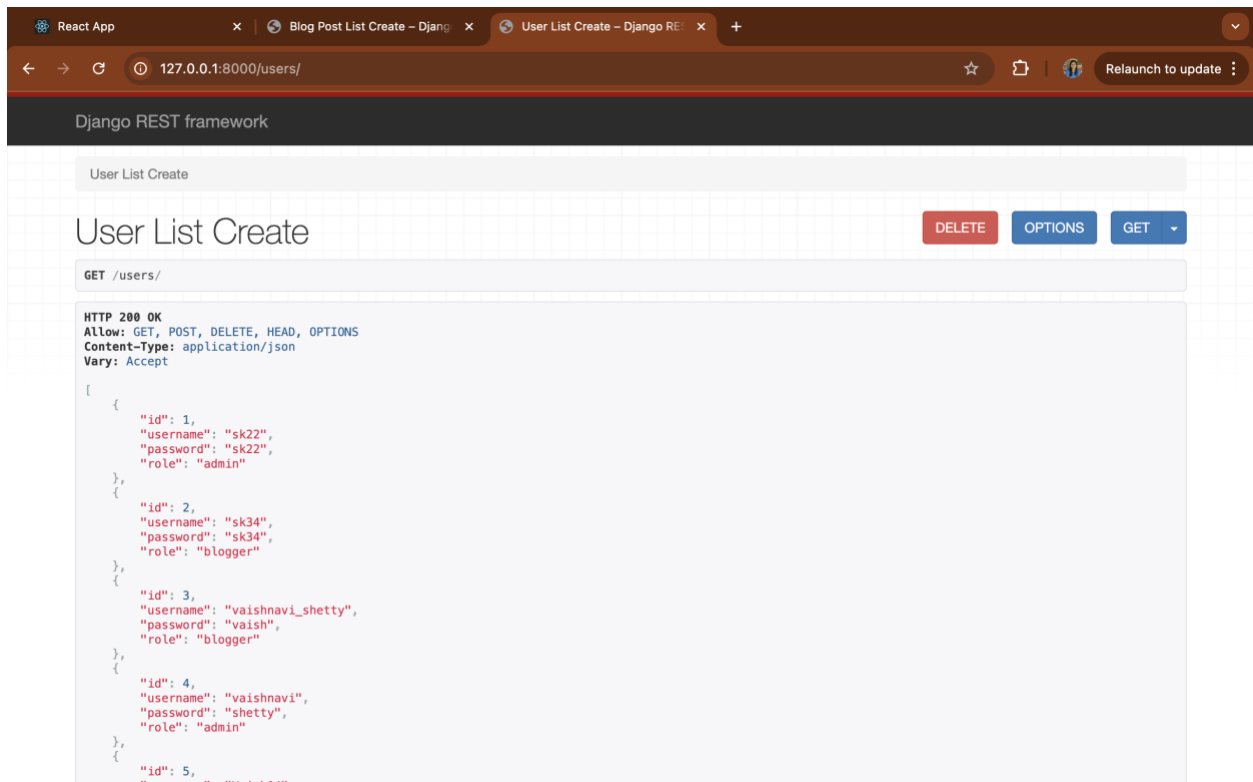 React App
Blog Post List Create – Djang
User List Create – Django RE
127.0.0.1:8000/users/
Relaunch to update
Django REST framework
User List Create
User List Create
DELETE
OPTIONS
GET
GET /users/
HTTP 200 OK
Allow: GET, POST, DELETE, HEAD, OPTIONS
Content-Type: application/json
Vary: Accept
[
{
"id": 1,
"username": "sk22",
"password": "sk22",
"role": "admin"
},
{
"id": 2,
"username": "sk34",
"password": "sk34",
"role": "blogger"
},
{
"id": 3,
"username": "vaishnavi_shetty",
"password": "vaish",
"role": "blogger"
},
{
"id": 4,
"username": "vaishnavi",
"password": "shetty",
"role": "admin"
},
{
"id": 5,